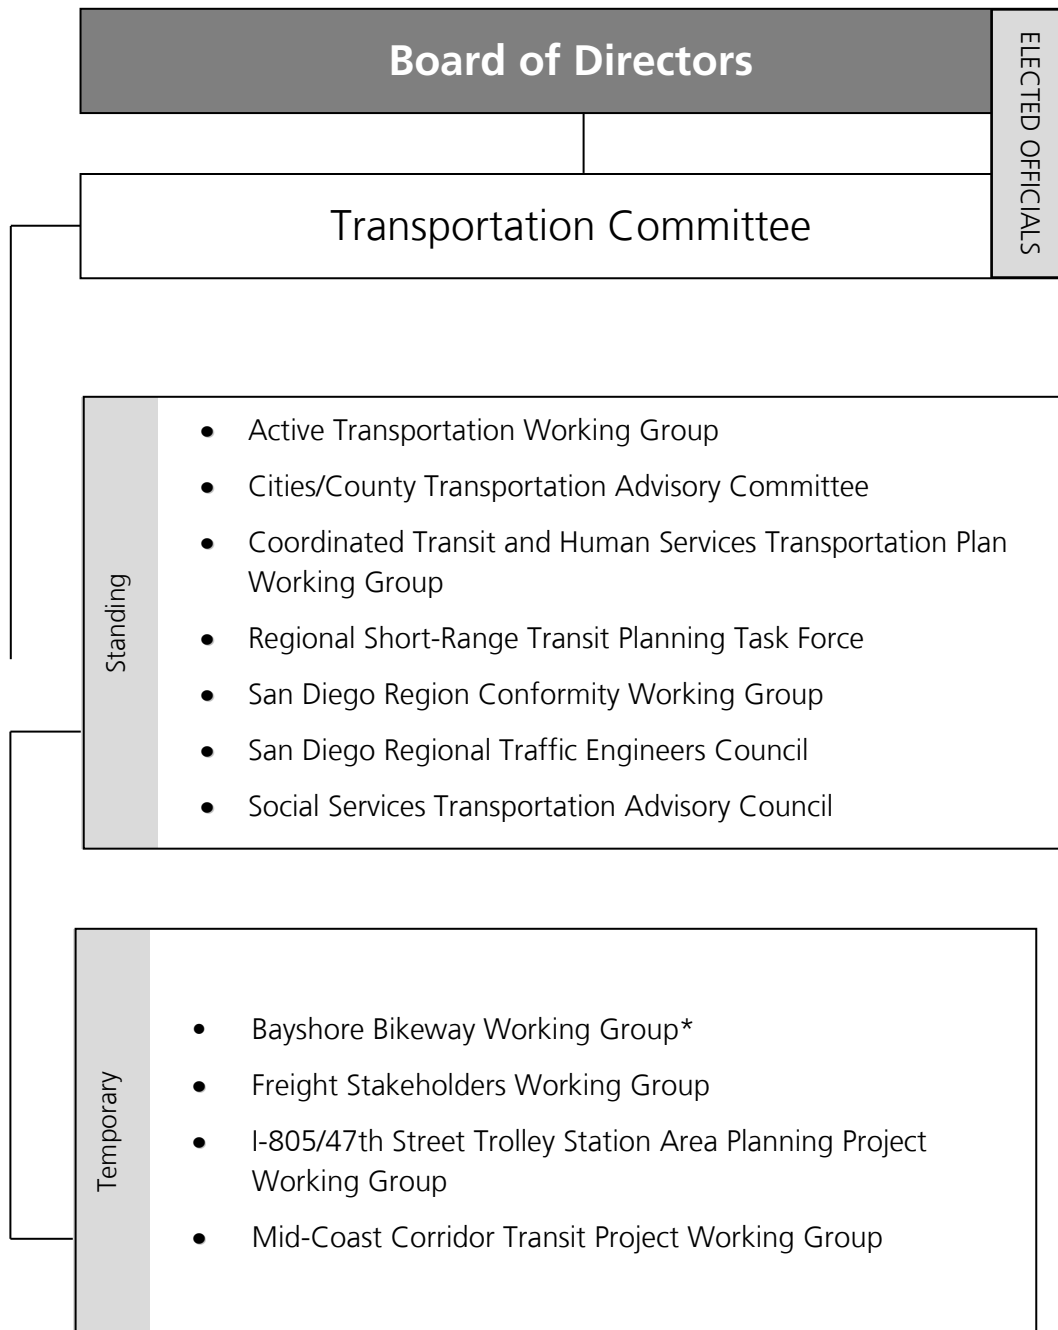 Board of Directors
ELECTED OFFICIALS
Transportation Committee
Standing
• Active Transportation Working Group
• Cities/County Transportation Advisory Committee
• Coordinated Transit and Human Services Transportation Plan
Working Group
• Regional Short-Range Transit Planning Task Force
• San Diego Region Conformity Working Group
• San Diego Regional Traffic Engineers Council
• Social Services Transportation Advisory Council
Temporary
• Bayshore Bikeway Working Group*
• Freight Stakeholders Working Group
• I-805/47th Street Trolley Station Area Planning Project
Working Group
• Mid-Coast Corridor Transit Project Working Group